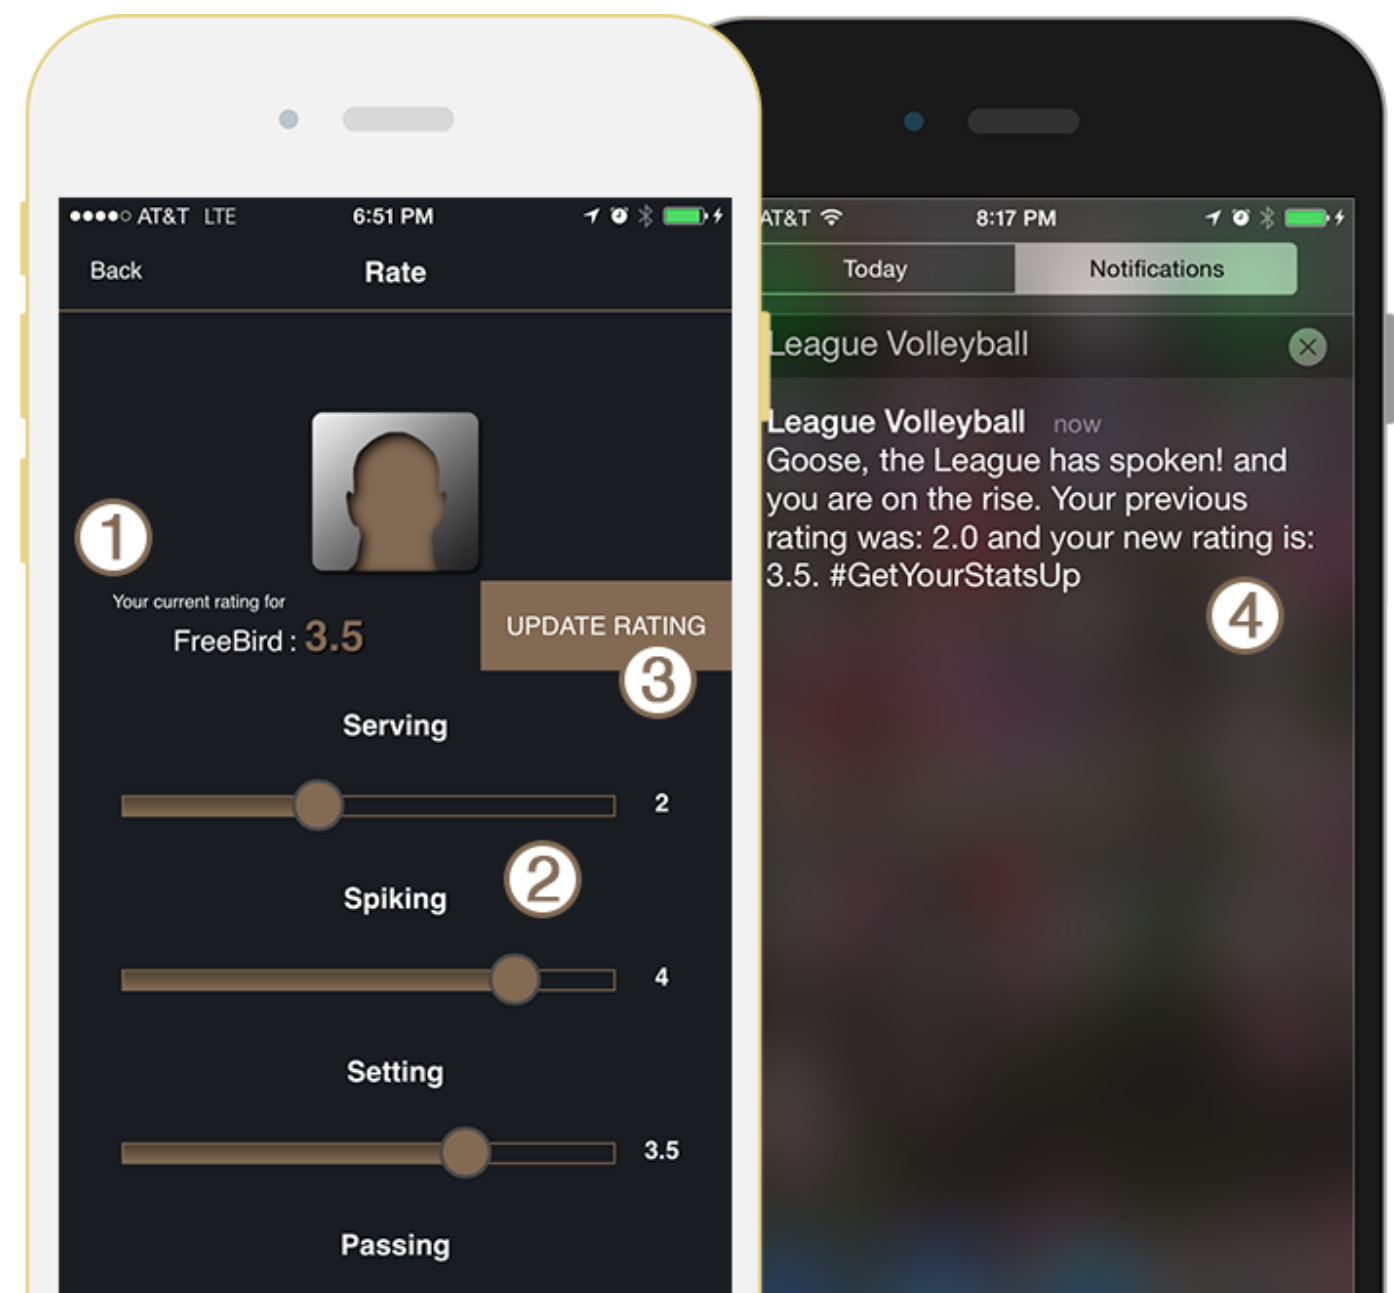 AT&T LTE 6:51 PM
Back Rate
1
Your current rating for
FreeBird : 3.5
UPDATE RATING
3
Serving
2
2
Spiking
4
Setting
3.5
Passing
AT&T 8:17 PM
Today Notifications
League Volleyball
League Volleyball now
Goose, the League has spoken! and
you are on the rise. Your previous
rating was: 2.0 and your new rating is:
3.5. #GetYourStatsUp
4